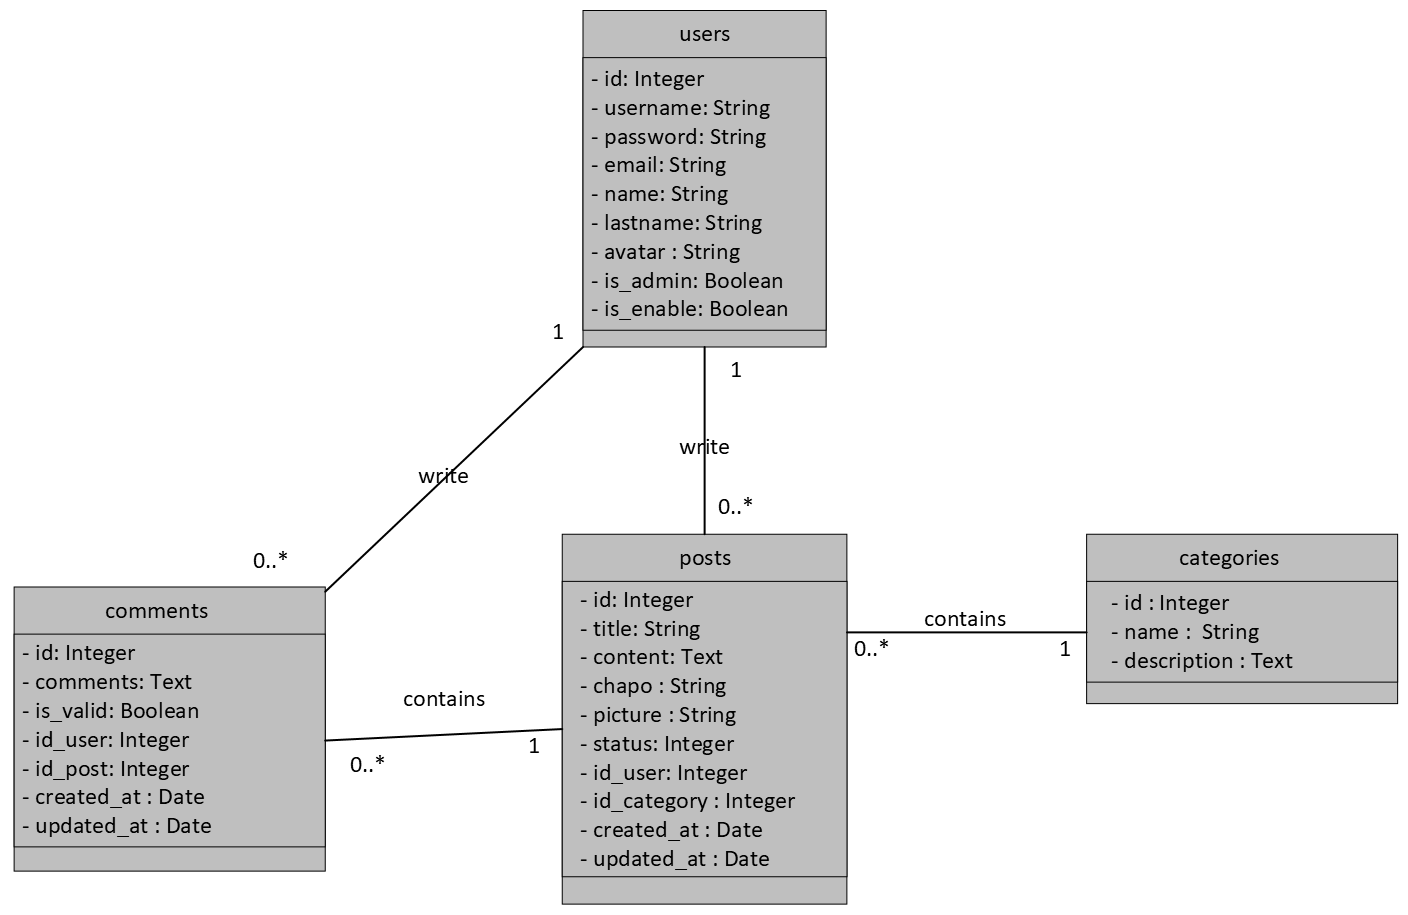 users
- id: Integer
- username: String
- password: String
- email: String
- name: String
- lastname: String
- avatar : String
- is_admin: Boolean
- is_enable: Boolean
1
1
write
write
0..*
0..*
comments
- id: Integer
- comments: Text
- is_valid: Boolean
- id_user: Integer
- id_post: Integer
- created_at : Date
- updated_at : Date
contains
0..*
1
posts
- id: Integer
- title: String
- content: Text
- chapo : String
- picture : String
- status: Integer
- id_user: Integer
- id_category : Integer
- created_at : Date
- updated_at : Date
contains
0..*
1
categories
- id : Integer
- name :  String
- description : Text